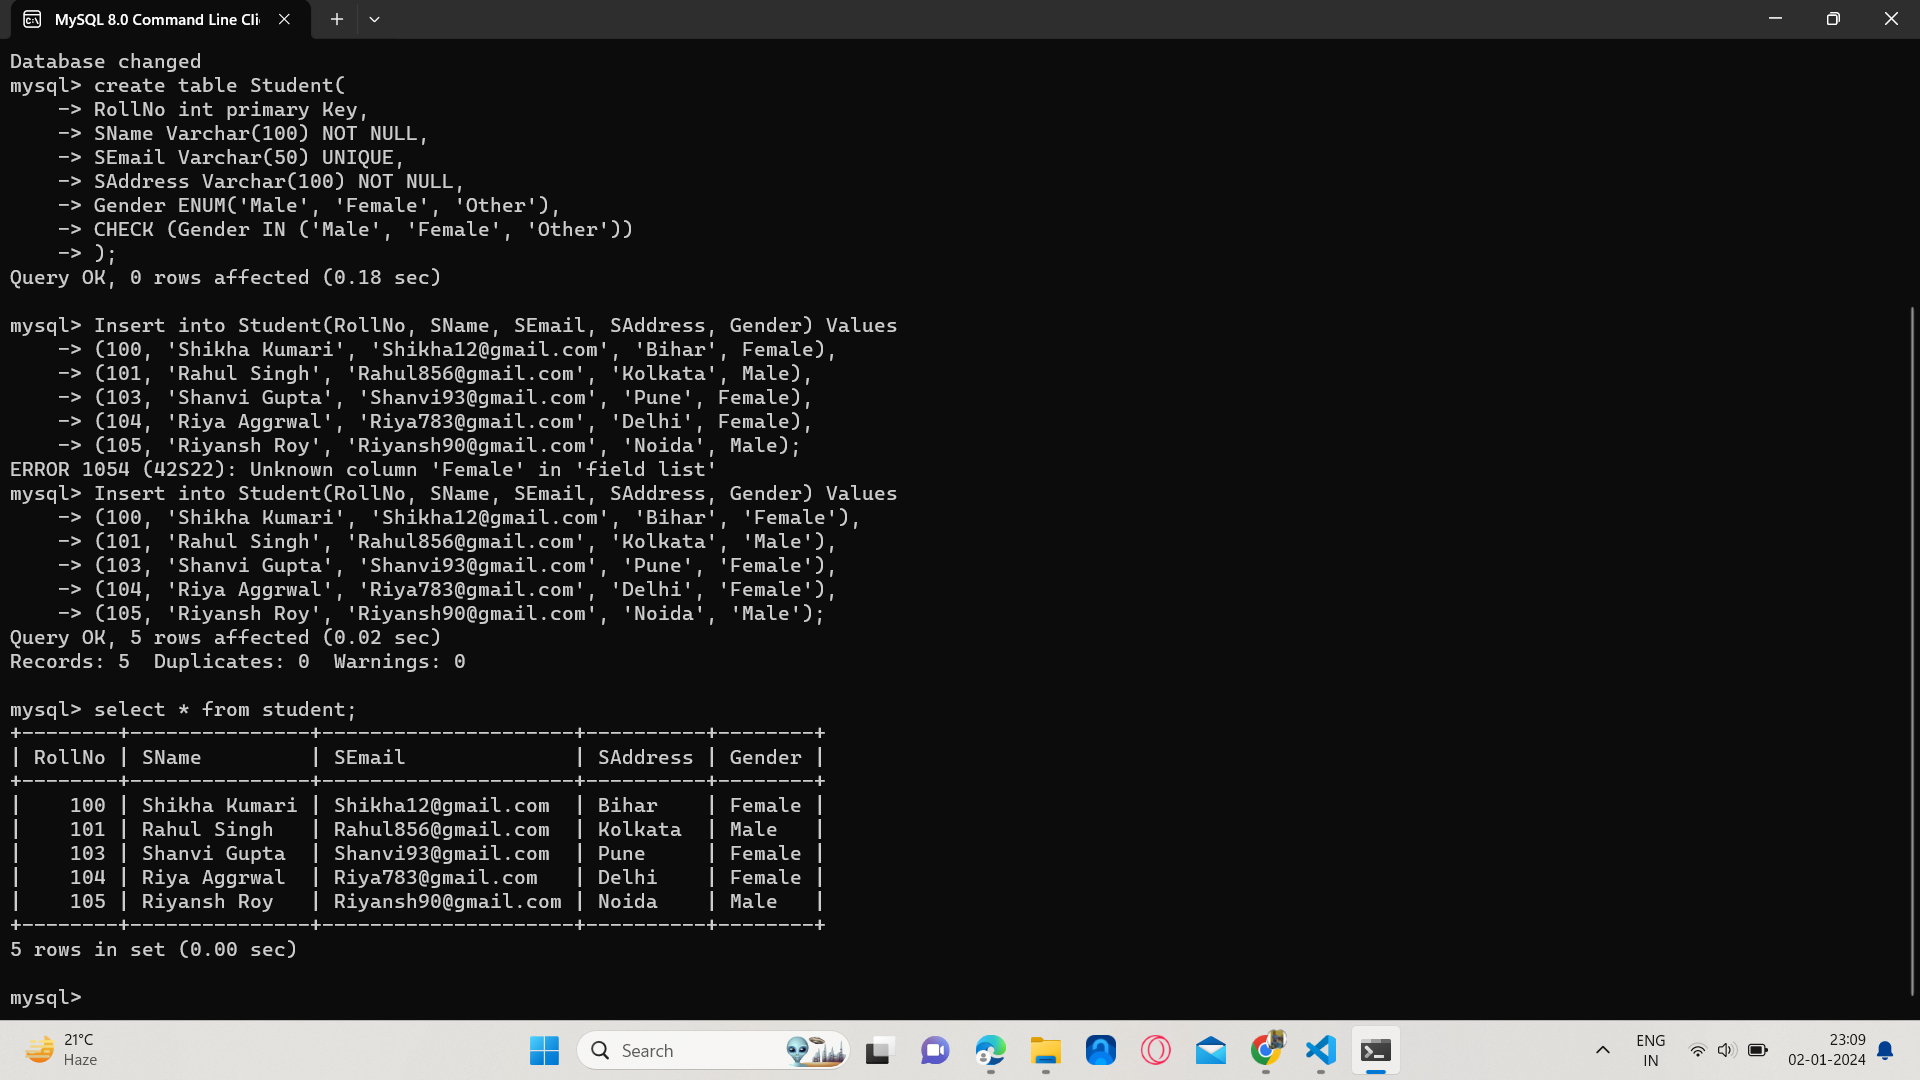 MySQL 8.0 Command Line Cli
Database changed
mysql> create table Student(
    -> RollNo int primary Key,
    -> SName Varchar(100) NOT NULL,
    -> SEmail Varchar(50) UNIQUE,
    -> SAddress Varchar(100) NOT NULL,
    -> Gender ENUM('Male', 'Female', 'Other'),
    -> CHECK (Gender IN ('Male', 'Female', 'Other'))
    -> );
Query OK, 0 rows affected (0.18 sec)

mysql> Insert into Student(RollNo, SName, SEmail, SAddress, Gender) Values
    -> (100, 'Shikha Kumari', 'Shikha12@gmail.com', 'Bihar', Female),
    -> (101, 'Rahul Singh', 'Rahul856@gmail.com', 'Kolkata', Male),
    -> (103, 'Shanvi Gupta', 'Shanvi93@gmail.com', 'Pune', Female),
    -> (104, 'Riya Aggrwal', 'Riya783@gmail.com', 'Delhi', Female),
    -> (105, 'Riyansh Roy', 'Riyansh90@gmail.com', 'Noida', Male);
ERROR 1054 (42S22): Unknown column 'Female' in 'field list'
mysql> Insert into Student(RollNo, SName, SEmail, SAddress, Gender) Values
    -> (100, 'Shikha Kumari', 'Shikha12@gmail.com', 'Bihar', 'Female'),
    -> (101, 'Rahul Singh', 'Rahul856@gmail.com', 'Kolkata', 'Male'),
    -> (103, 'Shanvi Gupta', 'Shanvi93@gmail.com', 'Pune', 'Female'),
    -> (104, 'Riya Aggrwal', 'Riya783@gmail.com', 'Delhi', 'Female'),
    -> (105, 'Riyansh Roy', 'Riyansh90@gmail.com', 'Noida', 'Male');
Query OK, 5 rows affected (0.02 sec)
Records: 5  Duplicates: 0  Warnings: 0

mysql> select * from student;
+--------+---------------+---------------------+----------+--------+
| RollNo | SName         | SEmail              | SAddress | Gender |
+--------+---------------+---------------------+----------+--------+
|    100 | Shikha Kumari | Shikha12@gmail.com  | Bihar    | Female |
|    101 | Rahul Singh   | Rahul856@gmail.com  | Kolkata  | Male   |
|    103 | Shanvi Gupta  | Shanvi93@gmail.com  | Pune     | Female |
|    104 | Riya Aggrwal  | Riya783@gmail.com   | Delhi    | Female |
|    105 | Riyansh Roy   | Riyansh90@gmail.com | Noida    | Male   |
+--------+---------------+---------------------+----------+--------+
5 rows in set (0.00 sec)

mysql>
21°C
Haze
Search
ENG
IN
23:09
02-01-2024